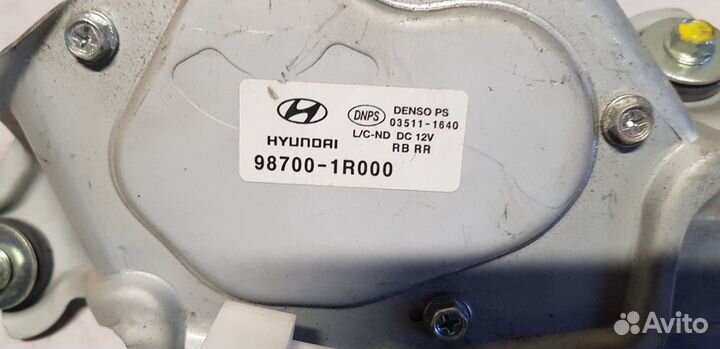 HYUNDAI
98700-1R000
DNPS DENSO PS
03511-1640
L/C-ND DC 12V
RB RR
Avito